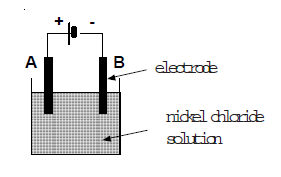 + -
A B
electrode
nickel chloride
solution